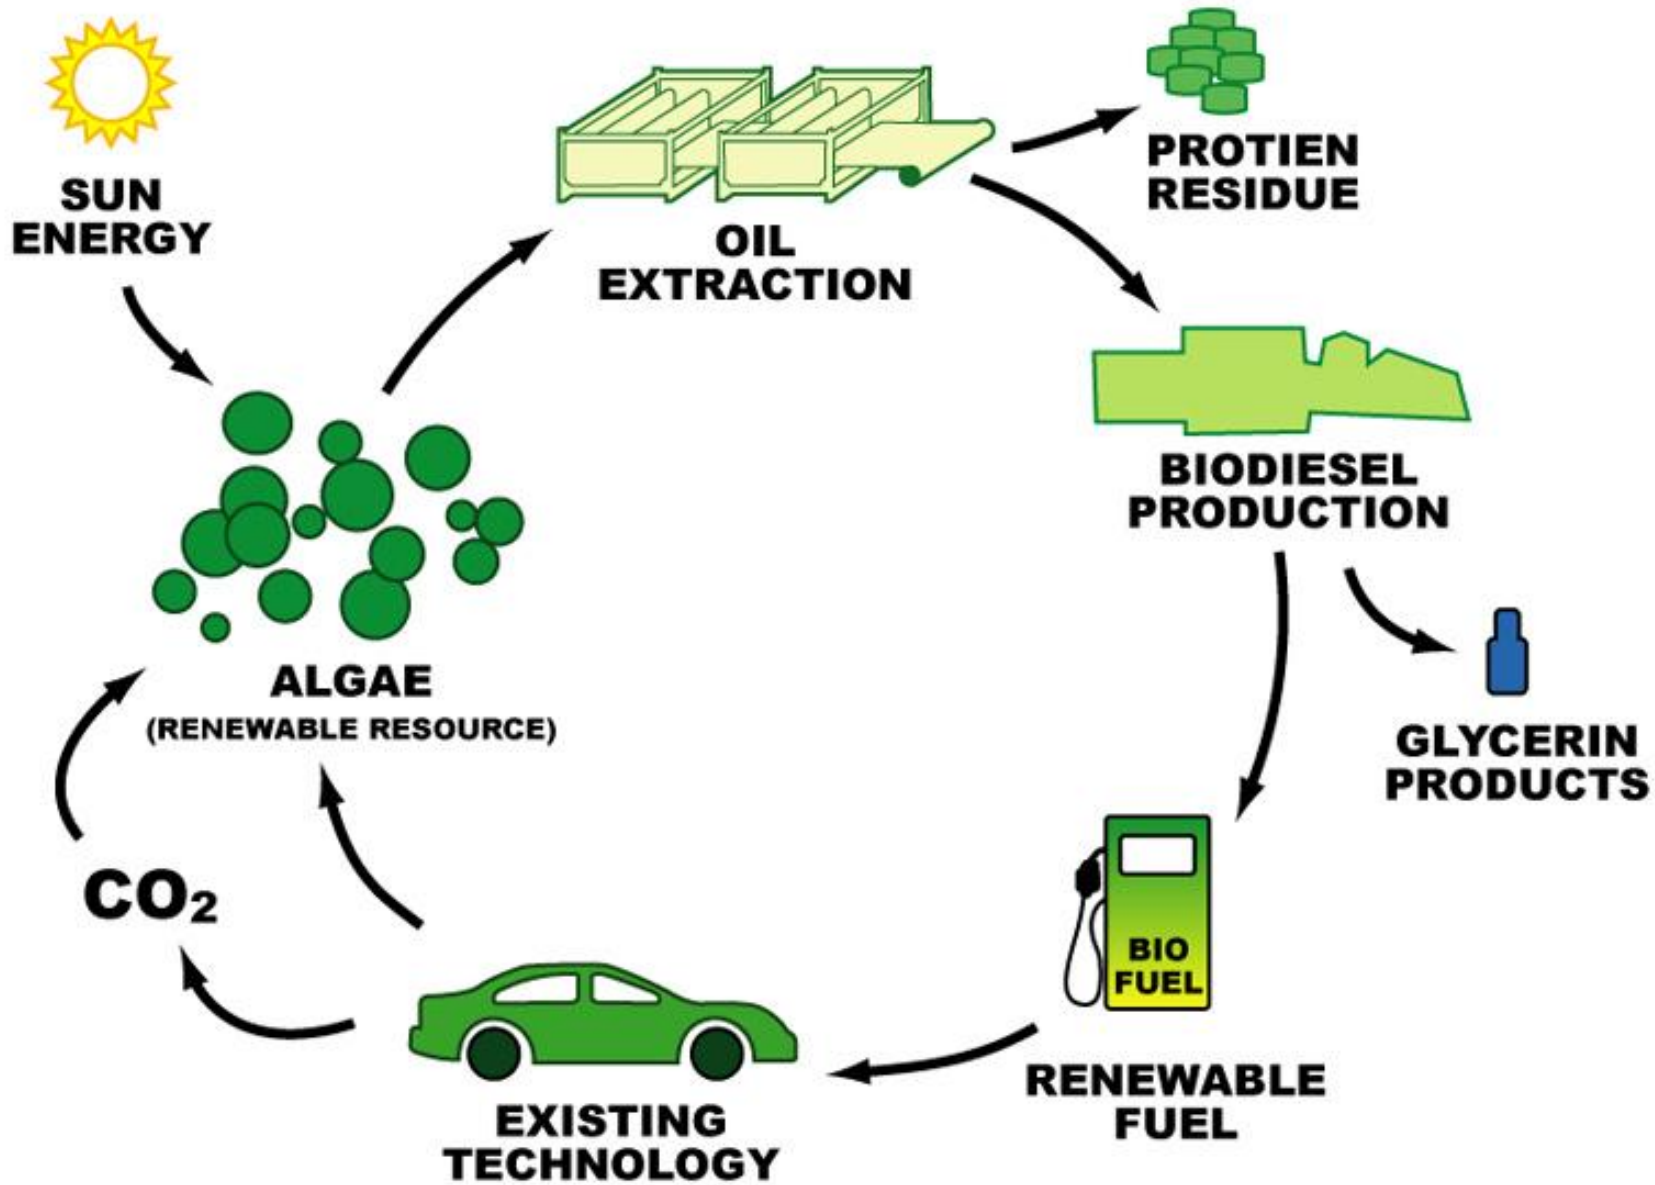 SUN
ENERGY
OIL
EXTRACTION
PROTIEN
RESIDUE
BIODIESEL
PRODUCTION
GLYCERIN
PRODUCTS
BIO
FUEL
RENEWABLE
FUEL
EXISTING
TECHNOLOGY
CO₂
ALGAE
(RENEWABLE RESOURCE)